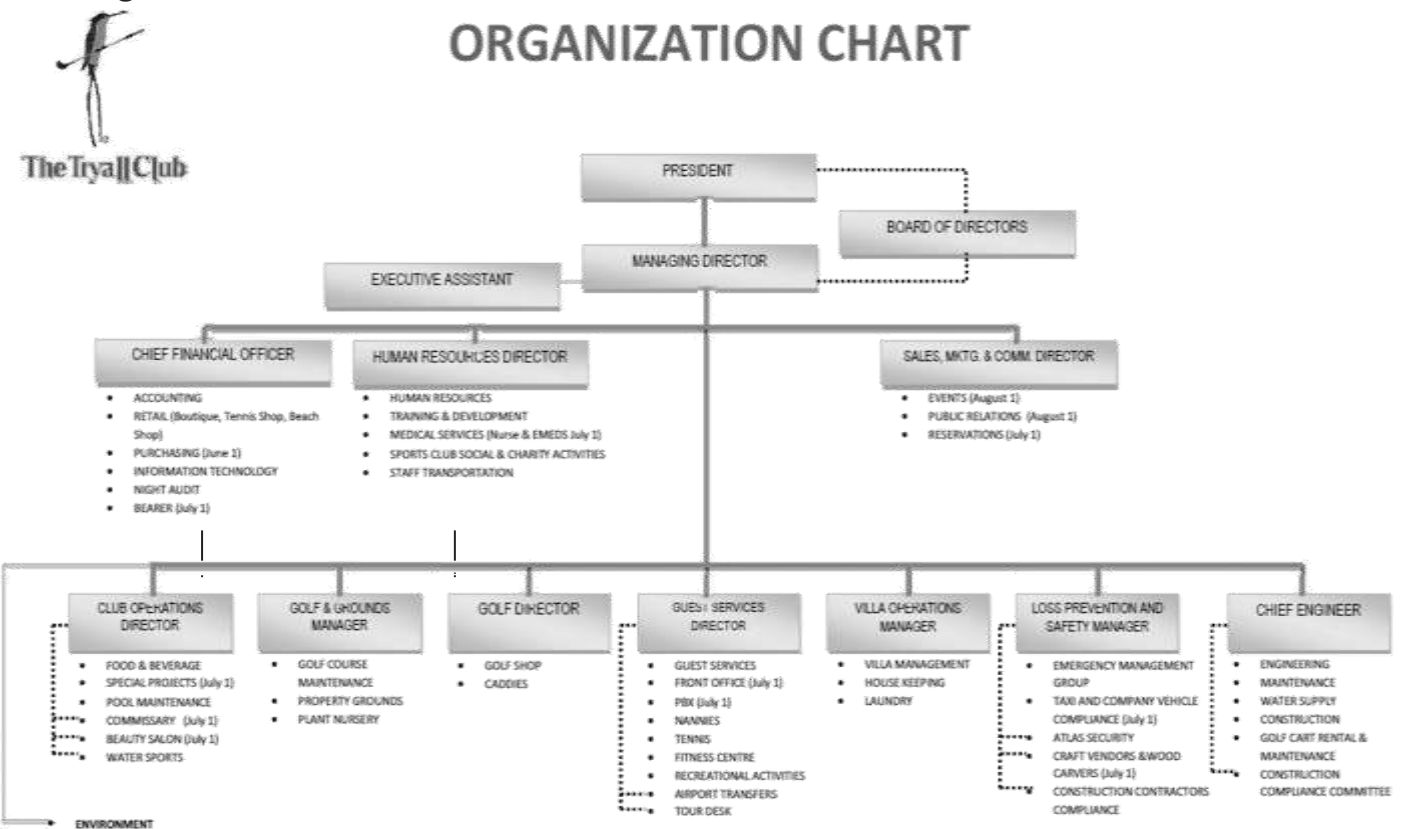 ORGANIZATION CHART
The Tryall Club
PRESIDENT
BOARD OF DIRECTORS
MANAGING DIRECTOR
EXECUTIVE ASSISTANT
CHIEF FINANCIAL OFFICER
• ACCOUNTING
• RETAIL (Boutique, Tennis Shop, Beach
Shop)
• PURCHASING (June 1)
• INFORMATION TECHNOLOGY
• NIGHT AUDIT
• BEARER (July 1)
HUMAN RESOURCES DIRECTOR
• HUMAN RESOURCES
• TRAINING & DEVELOPMENT
• MEDICAL SERVICES (Nurse & EMEDS July 1)
• SPORTS CLUB SOCIAL & CHARITY ACTIVITIES
• STAFF TRANSPORTATION
SALES, MKTG. & COMM. DIRECTOR
• EVENTS (August 1)
• PUBLIC RELATIONS (August 1)
• RESERVATIONS (July 1)
CLUB OPERATIONS
DIRECTOR
• FOOD & BEVERAGE
• SPECIAL PROJECTS (July 1)
• POOL MAINTENANCE
• COMMISSARY (July 1)
• BEAUTY SALON (July 1)
• WATER SPORTS
GOLF & GROUNDS
MANAGER
• GOLF COURSE
MAINTENANCE
• PROPERTY GROUNDS
• PLANT NURSERY
GOLF DIRECTOR
• GOLF SHOP
• CADDIES
GUEST SERVICES
DIRECTOR
• GUEST SERVICES
• FRONT OFFICE (July 1)
• PBX (July 1)
• NANNIES
• TENNIS
• FITNESS CENTRE
• RECREATIONAL ACTIVITIES
• AIRPORT TRANSFERS
• TOUR DESK
VILLA OPERATIONS
MANAGER
• VILLA MANAGEMENT
• HOUSE KEEPING
• LAUNDRY
LOSS PREVENTION AND
SAFETY MANAGER
• EMERGENCY MANAGEMENT
GROUP
• TAXI AND COMPANY VEHICLE
COMPLIANCE (July 1)
• ATLAS SECURITY
• CRAFT VENDORS &WOOD
CARVERS (July 1)
• CONSTRUCTION CONTRACTORS
COMPLIANCE
CHIEF ENGINEER
• ENGINEERING
• MAINTENANCE
• WATER SUPPLY
• CONSTRUCTION
• GOLF CART RENTAL &
MAINTENANCE
• CONSTRUCTION
COMPLIANCE COMMITTEE
• ENVIRONMENT